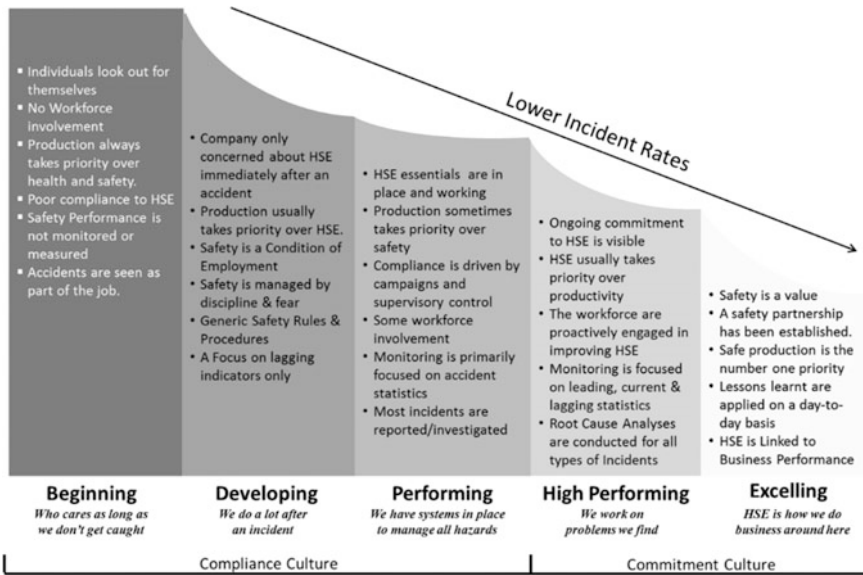 ▪ Individuals look out for
themselves
▪ No Workforce
involvement
▪ Production always
takes priority over
health and safety.
▪ Poor compliance to HSE
▪ Safety Performance is
not monitored or
measured
▪ Accidents are seen as
part of the job.
• Company only
concerned about HSE
immediately after an
accident
• Production usually
takes priority over HSE.
• Safety is a Condition of
Employment
• Safety is managed by
discipline & fear
• Generic Safety Rules &
Procedures
• A Focus on lagging
indicators only
• HSE essentials are in
place and working
• Production sometimes
takes priority over
safety
• Compliance is driven by
campaigns and
supervisory control
• Some workforce
involvement
• Monitoring is primarily
focused on accident
statistics
• Most incidents are
reported/investigated
Lower Incident Rates
• Ongoing commitment
to HSE is visible
• HSE usually takes
priority over
productivity
• The workforce are
proactively engaged in
improving HSE
• Monitoring is focused
on leading, current &
lagging statistics
• Root Cause Analyses
are conducted for all
types of Incidents
• Safety is a value
• A safety partnership
has been established.
• Safe production is the
number one priority
• Lessons learnt are
applied on a day-to-
day basis
• HSE is Linked to
Business Performance
Beginning
Who cares as long as
we don't get caught
Developing
We do a lot after
an incident
Performing
We have systems in place
to manage all hazards
High Performing
We work on
problems we find
Excelling
HSE is how we do
business around here
Compliance Culture
Commitment Culture